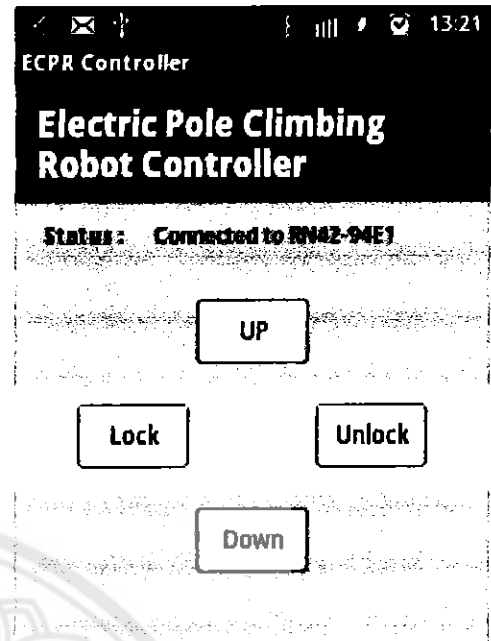 13:21
ECPR Controller
Electric Pole Climbing
Robot Controller
Status : Connected to RN42-94E1
UP
Lock Unlock
Down